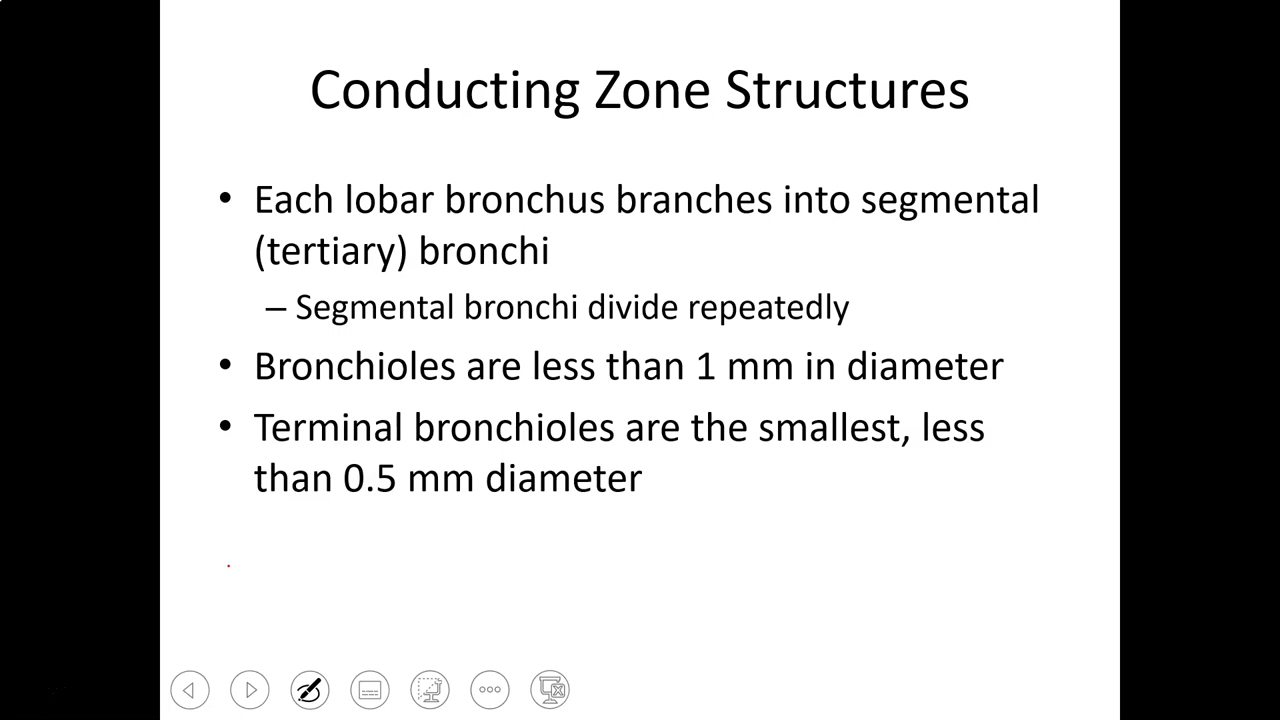 Conducting Zone Structures
• Each lobar bronchus branches into segmental
(tertiary) bronchi
– Segmental bronchi divide repeatedly
• Bronchioles are less than 1 mm in diameter
• Terminal bronchioles are the smallest, less
than 0.5 mm diameter